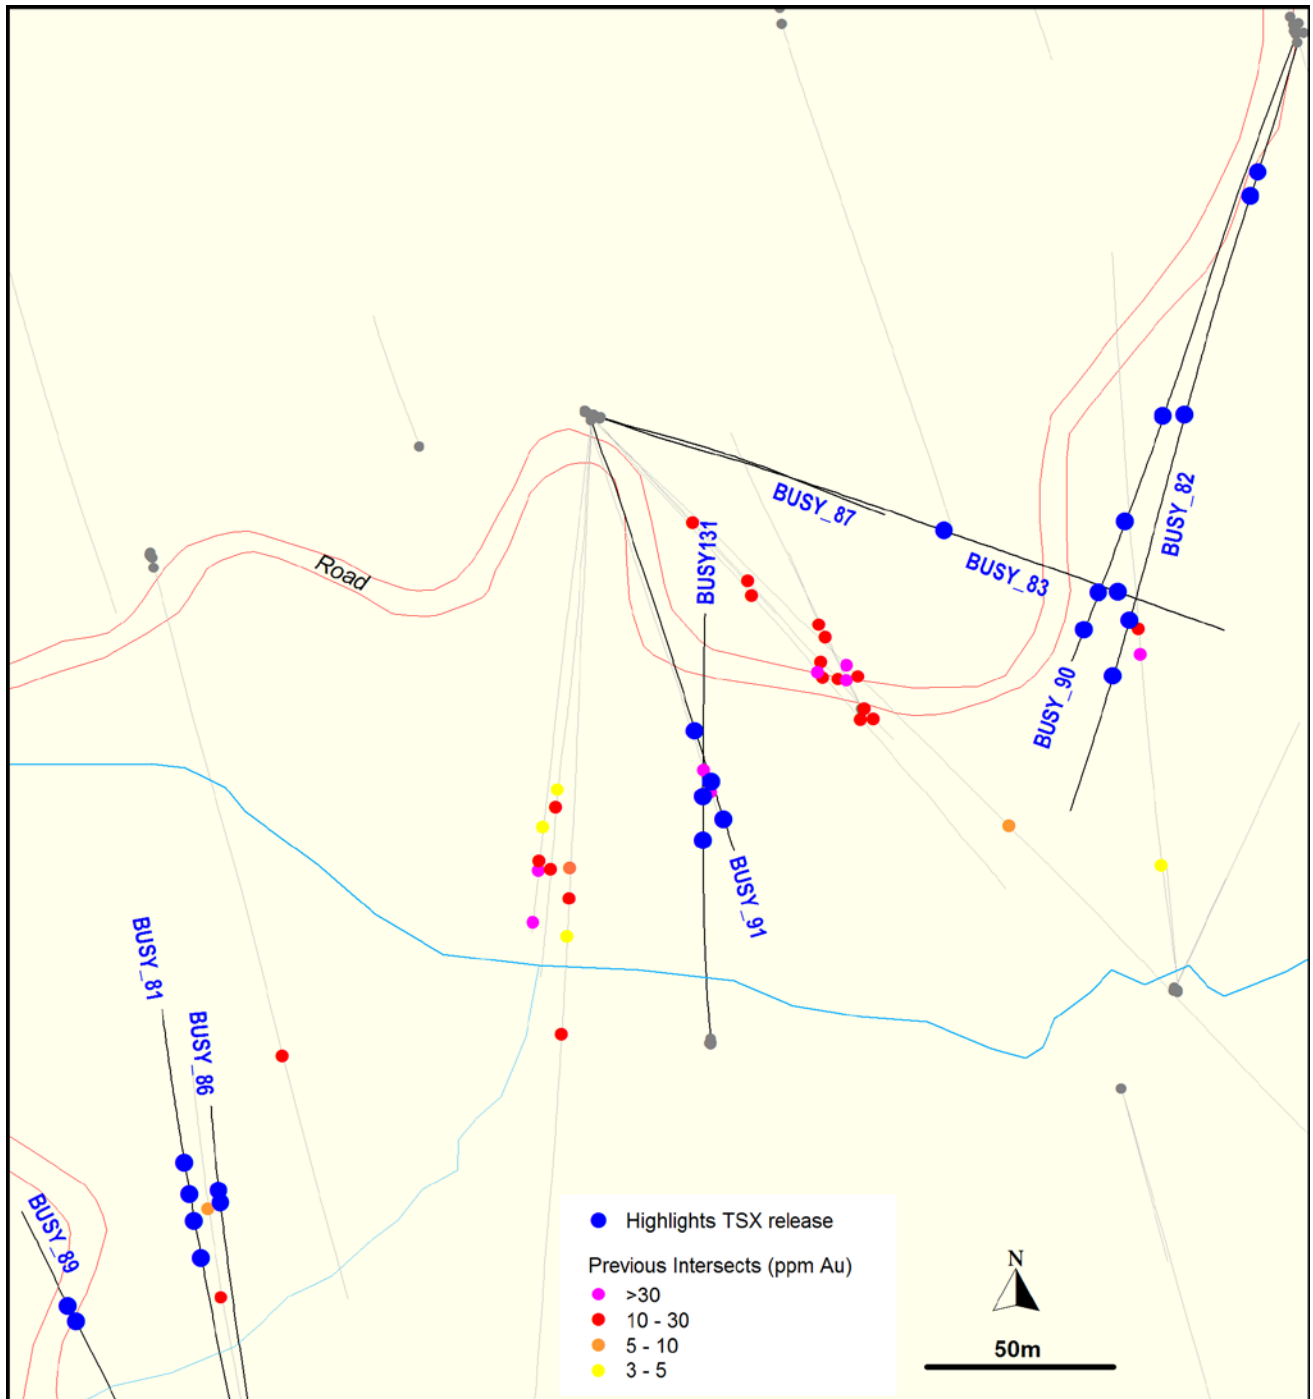 BUSY_87
BUSY_82
BUSY131
BUSY_83
Road
BUSY_90
BUSY_91
BUSY_81
BUSY_86
BUSY_89
Highlights TSX release
Previous Intersects (ppm Au)
>30
10 - 30
5 - 10
3 - 5
N
50m